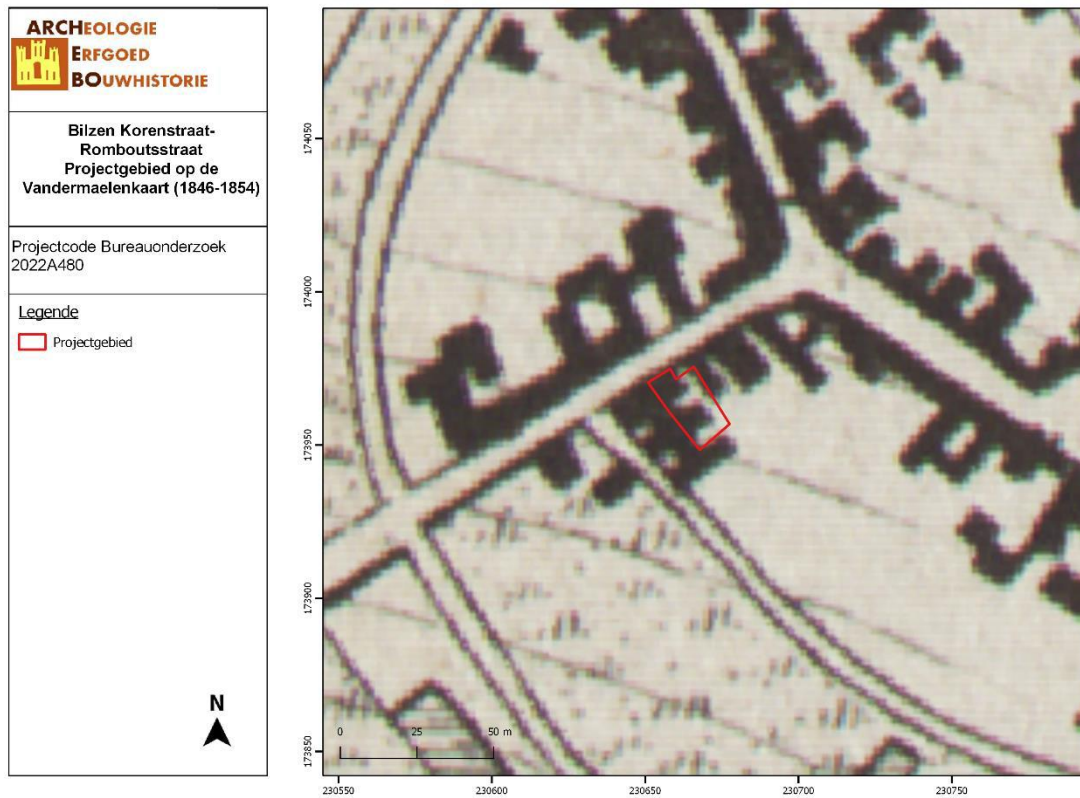 ARCHEOLOGIE
ERFGOED
BOUWHISTORIE
Bilzen Korenstraat-
Romboutsstraat
Projectgebied op de
Vandermaelenkaart (1846-1854)
Projectcode Bureauonderzoek
2022A480
Legende
Projectgebied
N
174050
174000
173950
173900
173850
0 25 50 m
230550 230600 230650 230700 230750